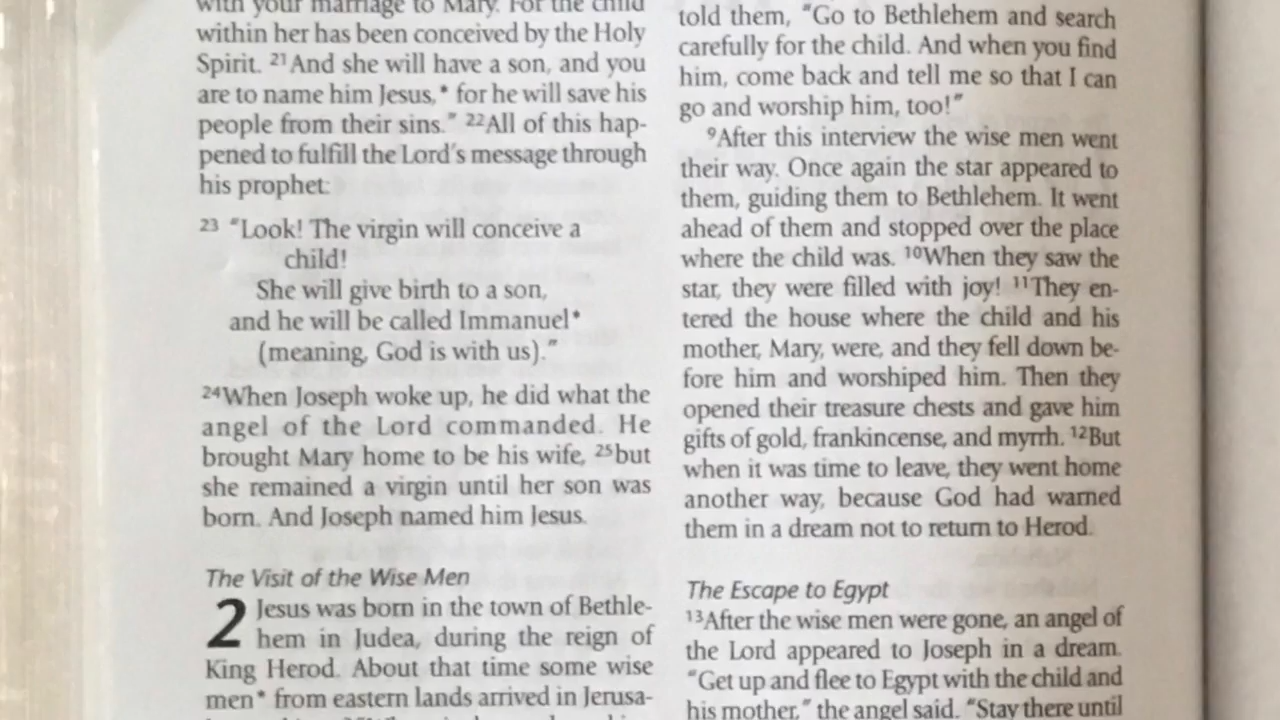 with your marriage to Mary. For the child
within her has been conceived by the Holy
Spirit. ²¹And she will have a son, and you
are to name him Jesus,* for he will save his
people from their sins.” ²²All of this hap-
pened to fulfill the Lord’s message through
his prophet:
²³ “Look! The virgin will conceive a
child!
She will give birth to a son,
and he will be called Immanuel*
(meaning, God is with us).”
²⁴When Joseph woke up, he did what the
angel of the Lord commanded. He
brought Mary home to be his wife, ²⁵but
she remained a virgin until her son was
born. And Joseph named him Jesus.
The Visit of the Wise Men
2 Jesus was born in the town of Bethle-
hem in Judea, during the reign of
King Herod. About that time some wise
men* from eastern lands arrived in Jerusa-
told them, “Go to Bethlehem and search
carefully for the child. And when you find
him, come back and tell me so that I can
go and worship him, too!”
⁹After this interview the wise men went
their way. Once again the star appeared to
them, guiding them to Bethlehem. It went
ahead of them and stopped over the place
where the child was. ¹⁰When they saw the
star, they were filled with joy! ¹¹They en-
tered the house where the child and his
mother, Mary, were, and they fell down be-
fore him and worshiped him. Then they
opened their treasure chests and gave him
gifts of gold, frankincense, and myrrh. ¹²But
when it was time to leave, they went home
another way, because God had warned
them in a dream not to return to Herod.
The Escape to Egypt
¹³After the wise men were gone, an angel of
the Lord appeared to Joseph in a dream.
“Get up and flee to Egypt with the child and
his mother,” the angel said. “Stay there until